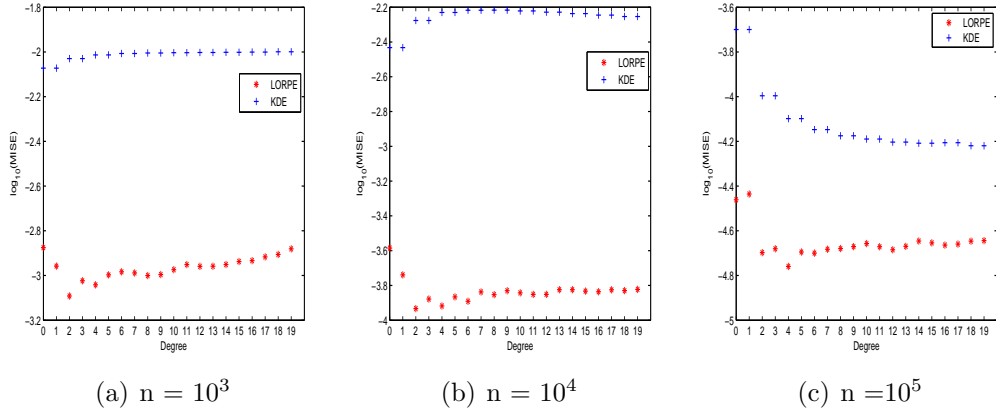 -1.8
-2
-2.2
-2.4
-2.6
-2.8
-3
-3.2
log10(MISE)
LORPE
KDE
0 1 2 3 4 5 6 7 8 9 10 11 12 13 14 15 16 17 18 19
Degree
(a) n = 10^3
-2.2
-2.4
-2.6
-2.8
-3
-3.2
-3.4
-3.6
-3.8
-4
log10(MISE)
LORPE
KDE
0 1 2 3 4 5 6 7 8 9 10 11 12 13 14 15 16 17 18 19
Degree
(b) n = 10^4
-3.6
-3.8
-4
-4.2
-4.4
-4.6
-4.8
-5
log10(MISE)
LORPE
KDE
0 1 2 3 4 5 6 7 8 9 10 11 12 13 14 15 16 17 18 19
Degree
(c) n =10^5